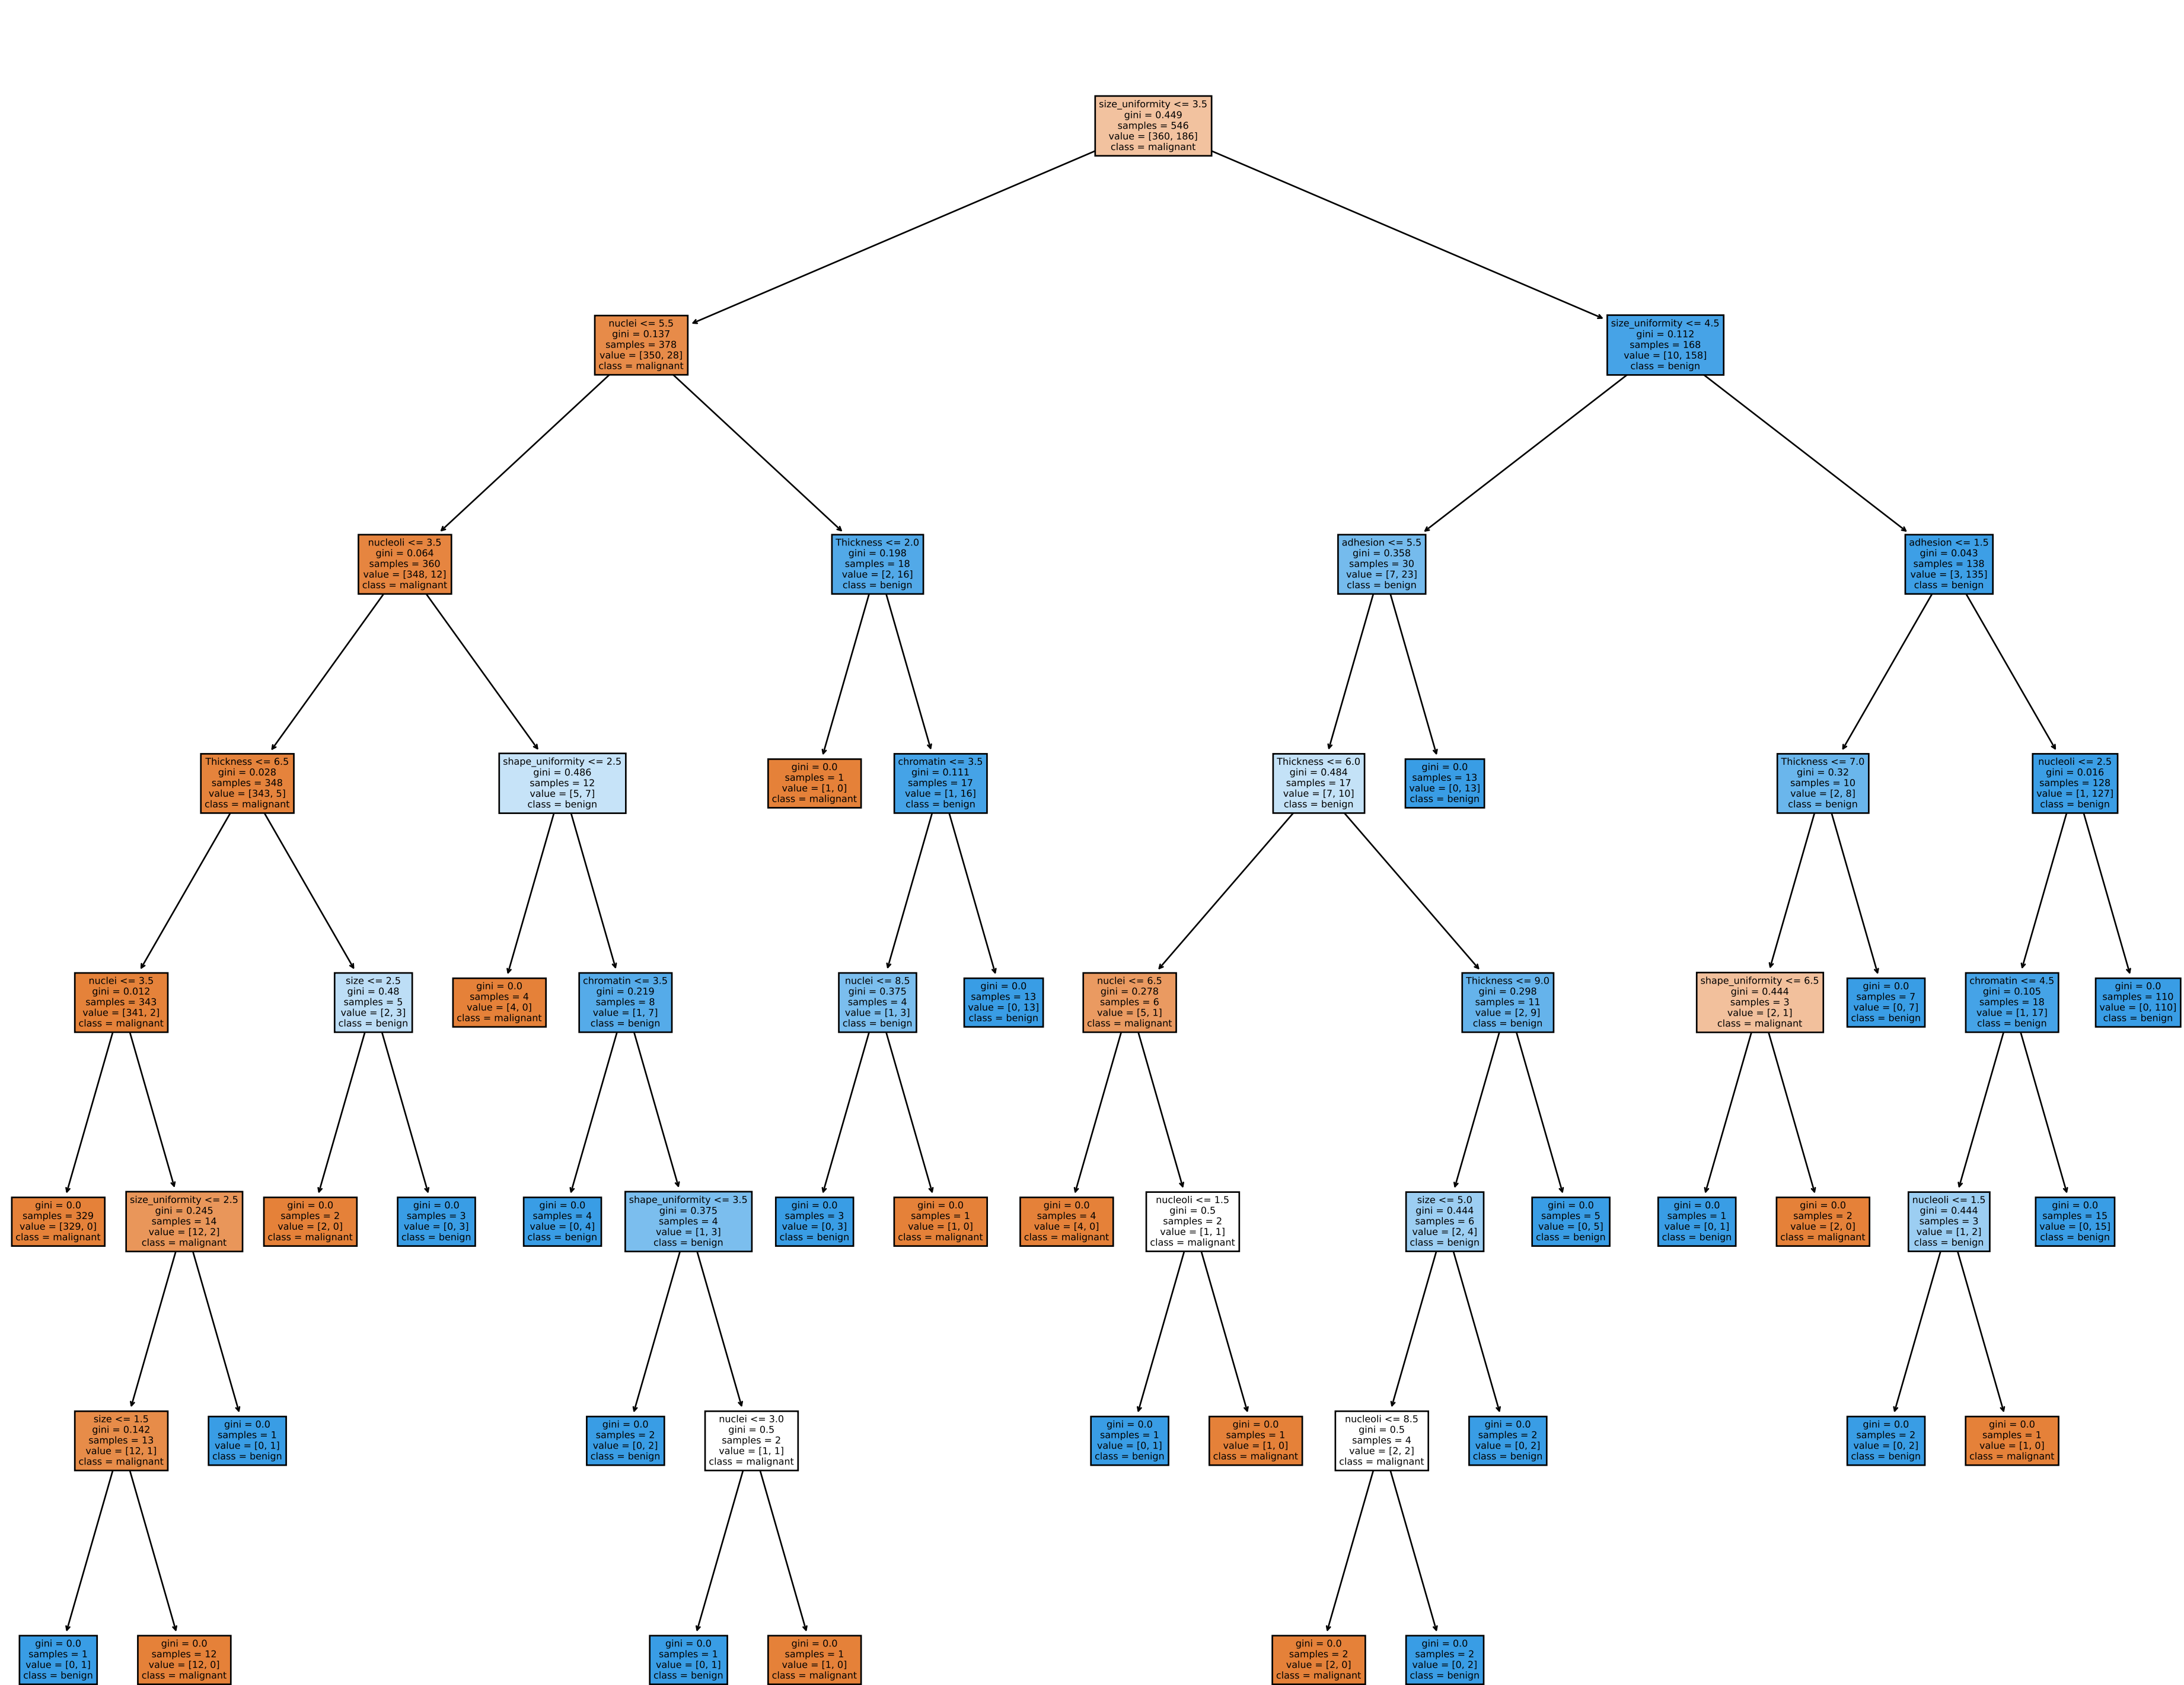 size_uniformity <= 3.5
gini = 0.449
samples = 546
value = [360, 186]
class = malignant
nuclei <= 5.5
gini = 0.137
samples = 378
value = [350, 28]
class = malignant
size_uniformity <= 4.5
gini = 0.112
samples = 168
value = [10, 158]
class = benign
nucleoli <= 3.5
gini = 0.064
samples = 360
value = [348, 12]
class = malignant
Thickness <= 2.0
gini = 0.198
samples = 18
value = [2, 16]
class = benign
adhesion <= 5.5
gini = 0.358
samples = 30
value = [7, 23]
class = benign
adhesion <= 1.5
gini = 0.043
samples = 138
value = [3, 135]
class = benign
Thickness <= 6.5
gini = 0.028
samples = 348
value = [343, 5]
class = malignant
shape_uniformity <= 2.5
gini = 0.486
samples = 12
value = [5, 7]
class = benign
gini = 0.0
samples = 1
value = [1, 0]
class = malignant
chromatin <= 3.5
gini = 0.111
samples = 17
value = [1, 16]
class = benign
Thickness <= 6.0
gini = 0.484
samples = 17
value = [7, 10]
class = benign
gini = 0.0
samples = 13
value = [0, 13]
class = benign
Thickness <= 7.0
gini = 0.32
samples = 10
value = [2, 8]
class = benign
nucleoli <= 2.5
gini = 0.016
samples = 128
value = [1, 127]
class = benign
nuclei <= 3.5
gini = 0.012
samples = 343
value = [341, 2]
class = malignant
size <= 2.5
gini = 0.48
samples = 5
value = [2, 3]
class = benign
gini = 0.0
samples = 4
value = [4, 0]
class = malignant
chromatin <= 3.5
gini = 0.219
samples = 8
value = [1, 7]
class = benign
nuclei <= 8.5
gini = 0.375
samples = 4
value = [1, 3]
class = benign
gini = 0.0
samples = 13
value = [0, 13]
class = benign
nuclei <= 6.5
gini = 0.278
samples = 6
value = [5, 1]
class = malignant
Thickness <= 9.0
gini = 0.298
samples = 11
value = [2, 9]
class = benign
shape_uniformity <= 6.5
gini = 0.444
samples = 3
value = [2, 1]
class = malignant
gini = 0.0
samples = 7
value = [0, 7]
class = benign
chromatin <= 4.5
gini = 0.105
samples = 18
value = [1, 17]
class = benign
gini = 0.0
samples = 110
value = [0, 110]
class = benign
gini = 0.0
samples = 329
value = [329, 0]
class = malignant
size_uniformity <= 2.5
gini = 0.245
samples = 14
value = [12, 2]
class = malignant
gini = 0.0
samples = 2
value = [2, 0]
class = malignant
gini = 0.0
samples = 3
value = [0, 3]
class = benign
gini = 0.0
samples = 4
value = [0, 4]
class = benign
shape_uniformity <= 3.5
gini = 0.375
samples = 4
value = [1, 3]
class = benign
gini = 0.0
samples = 3
value = [0, 3]
class = benign
gini = 0.0
samples = 1
value = [1, 0]
class = malignant
gini = 0.0
samples = 4
value = [4, 0]
class = malignant
nucleoli <= 1.5
gini = 0.5
samples = 2
value = [1, 1]
class = malignant
size <= 5.0
gini = 0.444
samples = 6
value = [2, 4]
class = benign
gini = 0.0
samples = 5
value = [0, 5]
class = benign
gini = 0.0
samples = 1
value = [0, 1]
class = benign
gini = 0.0
samples = 2
value = [2, 0]
class = malignant
nucleoli <= 1.5
gini = 0.444
samples = 3
value = [1, 2]
class = benign
gini = 0.0
samples = 15
value = [0, 15]
class = benign
size <= 1.5
gini = 0.142
samples = 13
value = [12, 1]
class = malignant
gini = 0.0
samples = 1
value = [0, 1]
class = benign
gini = 0.0
samples = 2
value = [0, 2]
class = benign
nuclei <= 3.0
gini = 0.5
samples = 2
value = [1, 1]
class = malignant
gini = 0.0
samples = 1
value = [0, 1]
class = benign
gini = 0.0
samples = 1
value = [1, 0]
class = malignant
nucleoli <= 8.5
gini = 0.5
samples = 4
value = [2, 2]
class = malignant
gini = 0.0
samples = 2
value = [0, 2]
class = benign
gini = 0.0
samples = 2
value = [0, 2]
class = benign
gini = 0.0
samples = 1
value = [1, 0]
class = malignant
gini = 0.0
samples = 1
value = [0, 1]
class = benign
gini = 0.0
samples = 12
value = [12, 0]
class = malignant
gini = 0.0
samples = 1
value = [0, 1]
class = benign
gini = 0.0
samples = 1
value = [1, 0]
class = malignant
gini = 0.0
samples = 2
value = [2, 0]
class = malignant
gini = 0.0
samples = 2
value = [0, 2]
class = benign